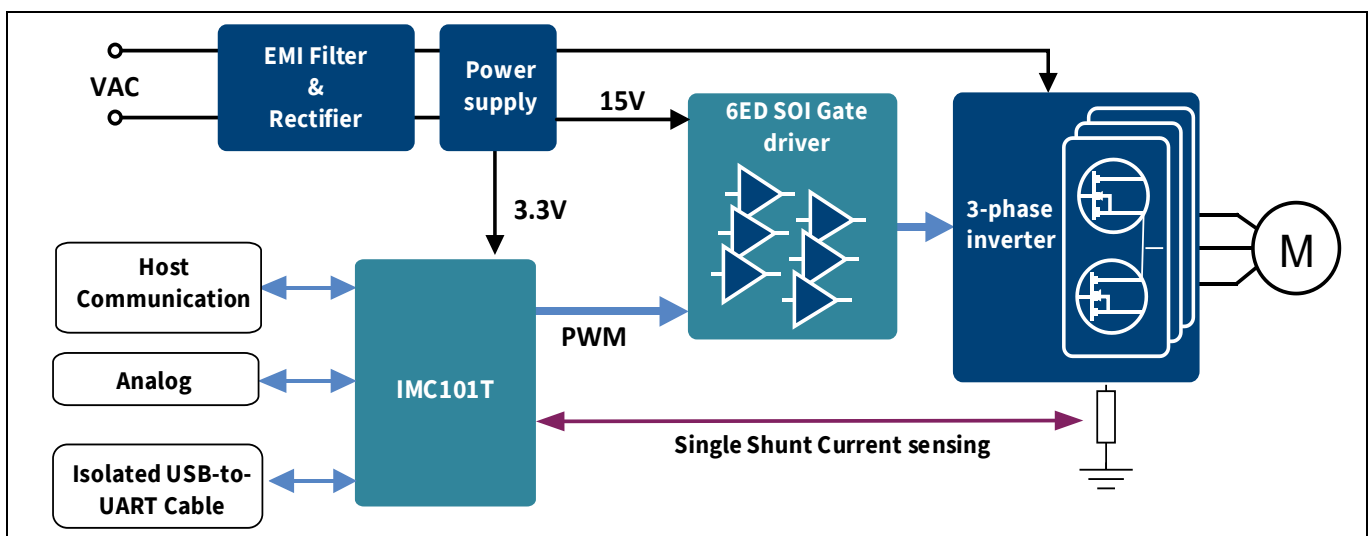 VAC
EMI Filter
&
Rectifier
Power
supply
15V
3.3V
6ED SOI Gate
driver
3-phase
inverter
M
Host
Communication
Analog
Isolated USB-to-
UART Cable
IMC101T
PWM
Single Shunt Current sensing